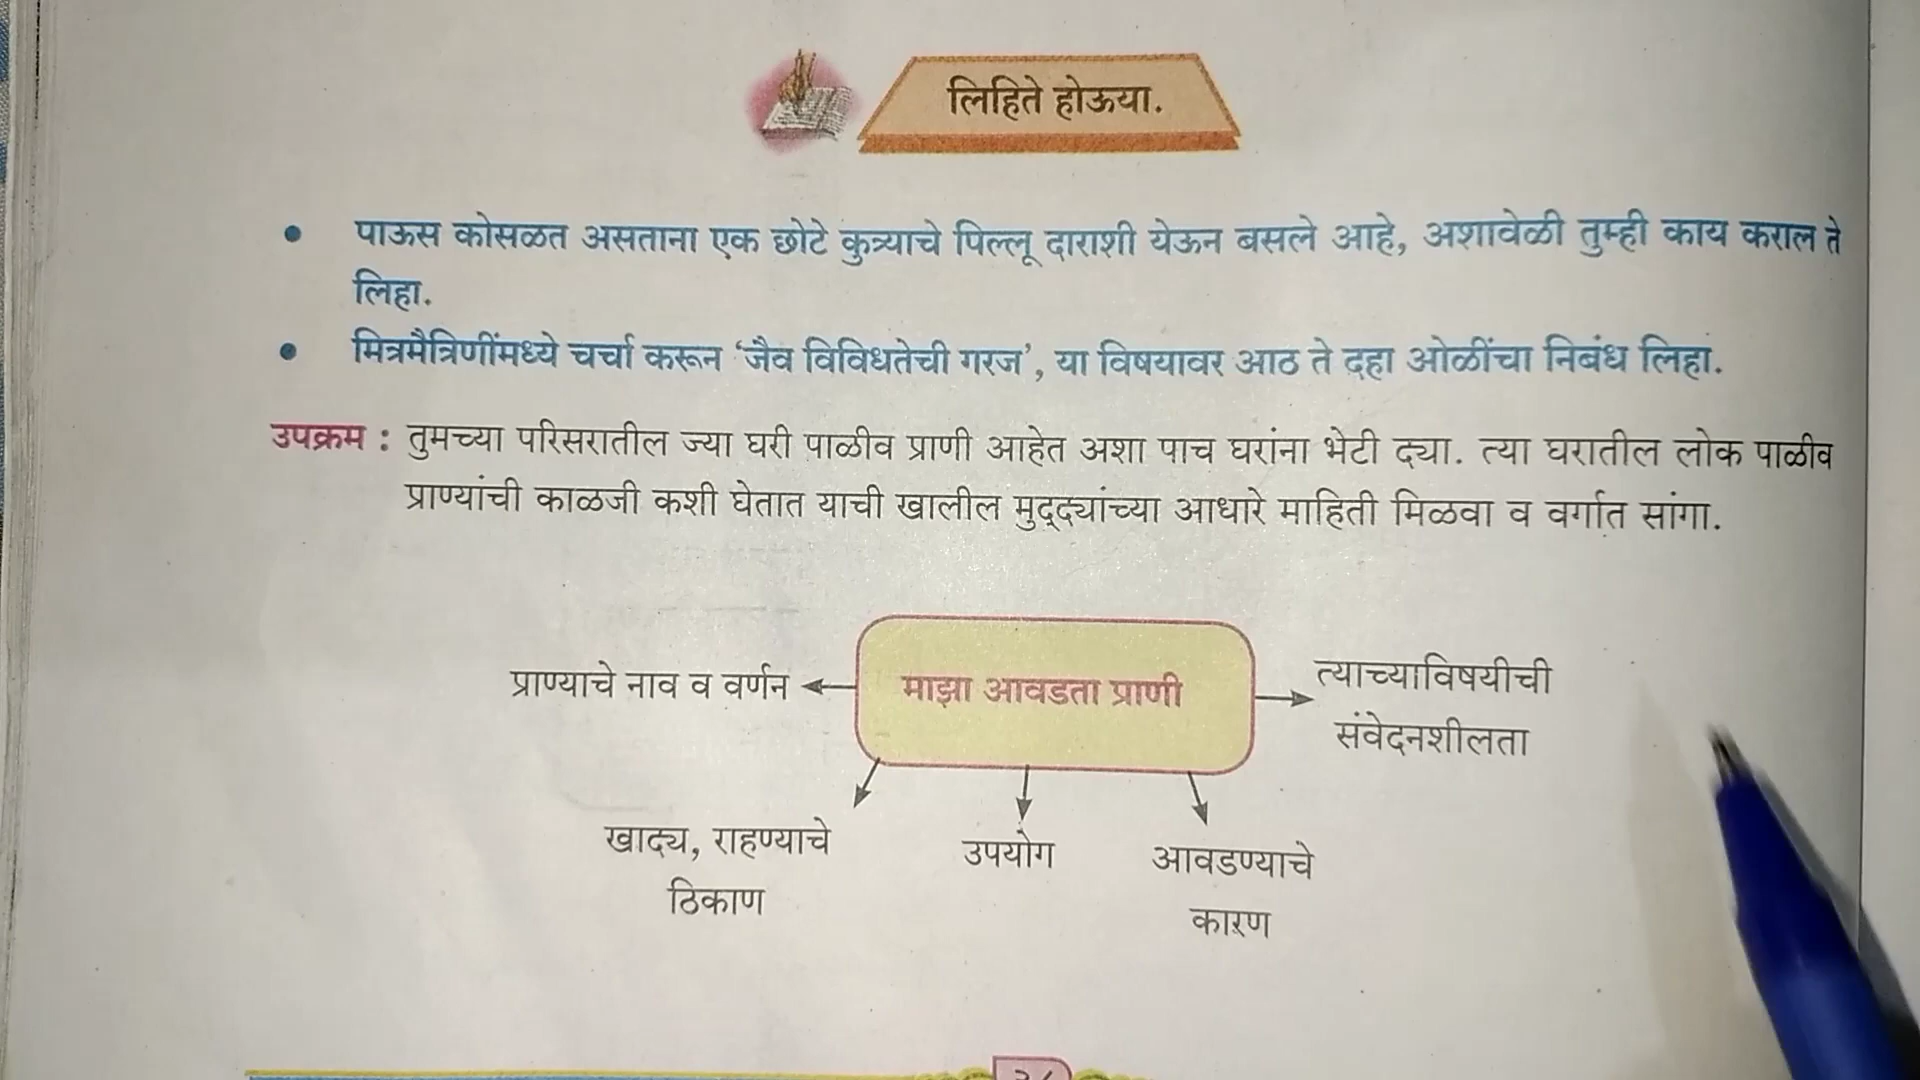 लिहिते होऊया.
• पाऊस कोसळत असताना एक छोटे कुत्र्याचे पिल्लू दाराशी येऊन बसले आहे, अशावेळी तुम्ही काय कराल ते
लिहा.
• मित्रमैत्रिणींमध्ये चर्चा करून ‘जैव विविधतेची गरज’, या विषयावर आठ ते दहा ओळींचा निबंध लिहा.
उपक्रम : तुमच्या परिसरातील ज्या घरी पाळीव प्राणी आहेत अशा पाच घरांना भेटी द्या. त्या घरातील लोक पाळीव
प्राण्यांची काळजी कशी घेतात याची खालील मुद्द्यांच्या आधारे माहिती मिळवा व वर्गात सांगा.
प्राण्याचे नाव व वर्णन
माझा आवडता प्राणी
त्याच्याविषयीची
संवेदनशीलता
खाद्य, राहण्याचे
ठिकाण
उपयोग
आवडण्याचे
कारण